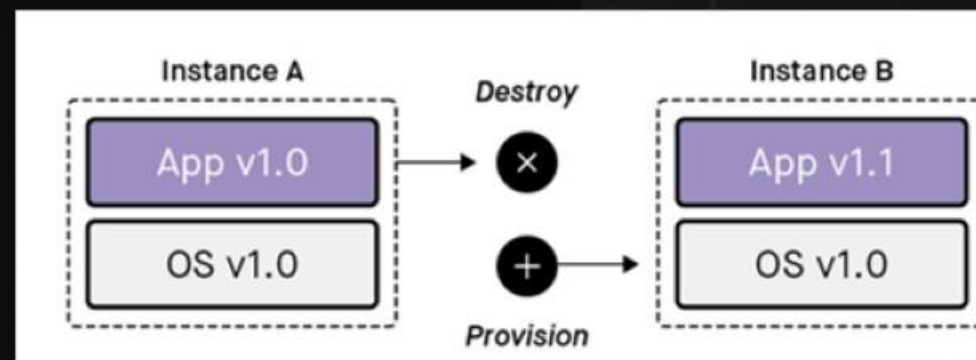 Instance A
App v1.0
OS v1.0
Destroy
Provision
Instance B
App v1.1
OS v1.0